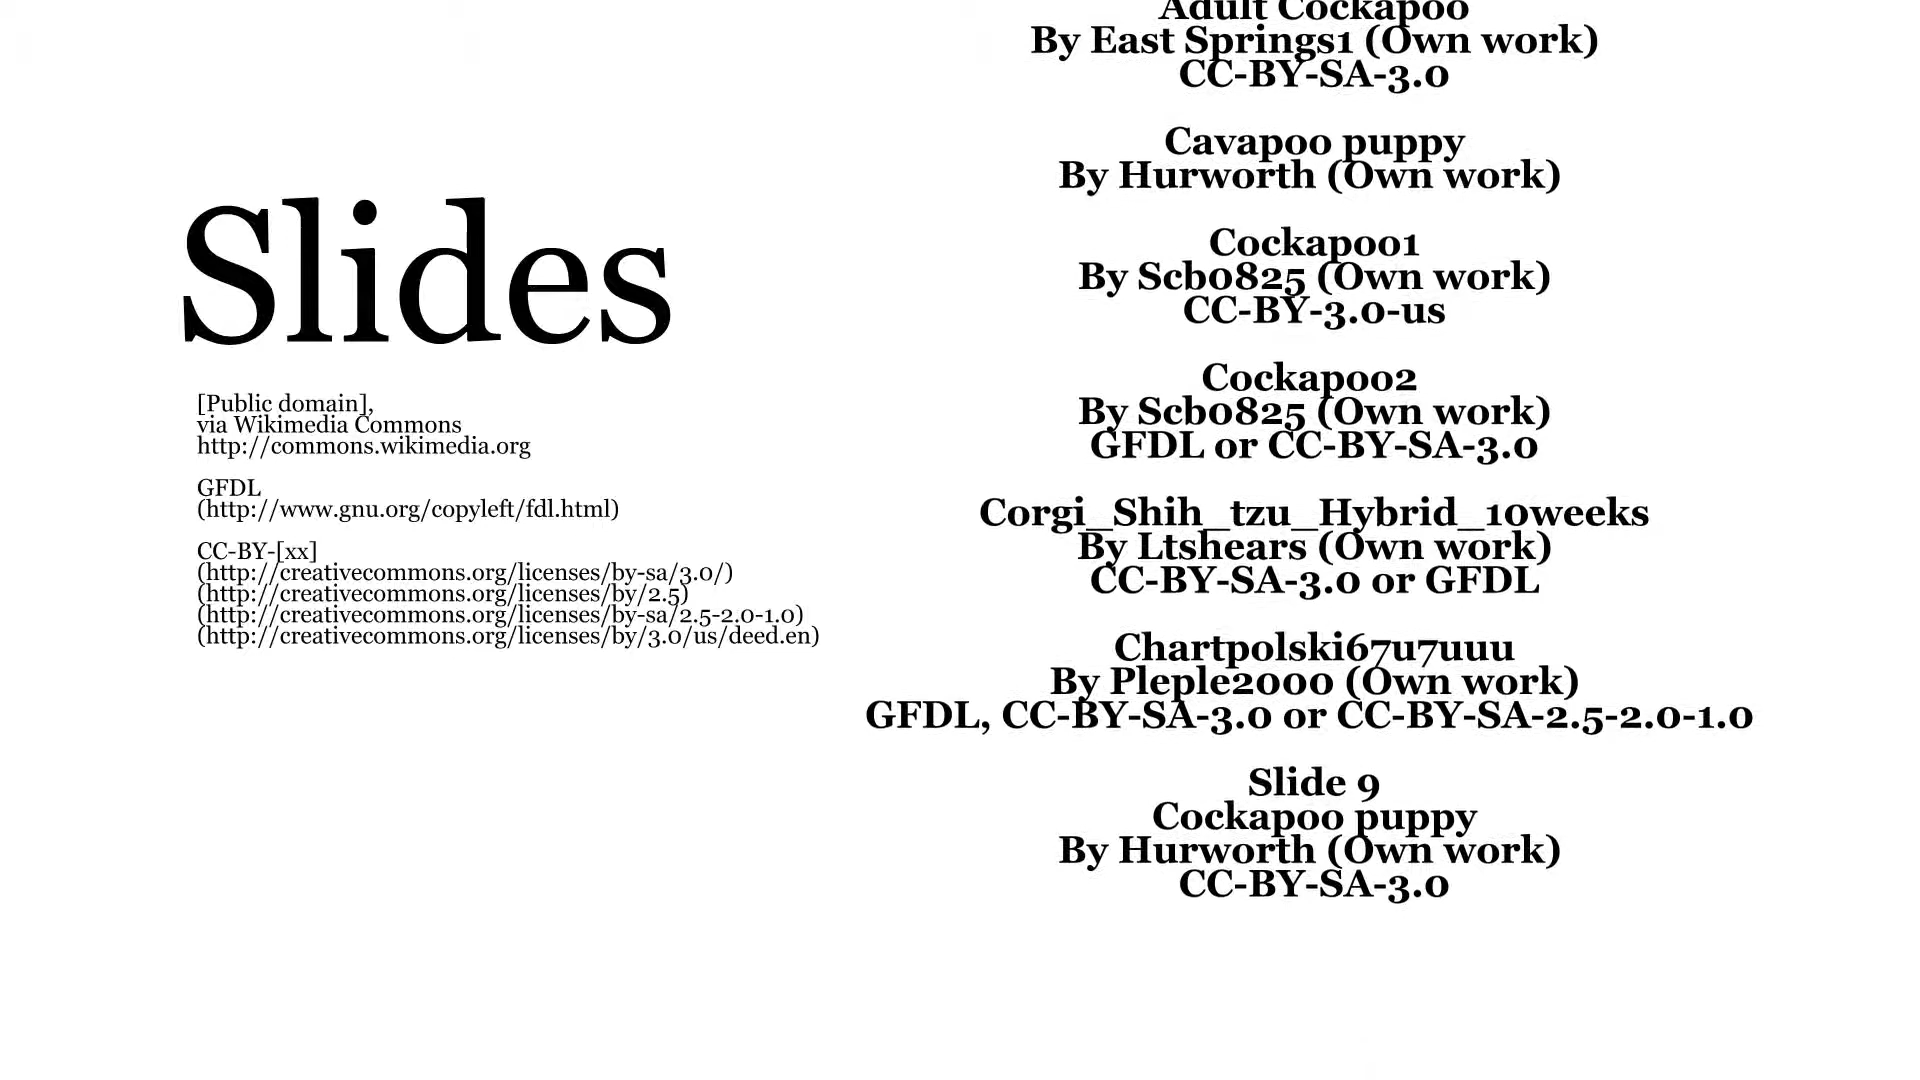 Slides
[Public domain],
via Wikimedia Commons
http://commons.wikimedia.org
GFDL
(http://www.gnu.org/copyleft/fdl.html)
CC-BY-[xx]
(http://creativecommons.org/licenses/by-sa/3.0/)
(http://creativecommons.org/licenses/by/2.5)
(http://creativecommons.org/licenses/by-sa/2.5-2.0-1.0)
(http://creativecommons.org/licenses/by/3.0/us/deed.en)
Adult Cockapoo
By East Springs1 (Own work)
CC-BY-SA-3.0
Cavapoo puppy
By Hurworth (Own work)
Cockapoo1
By Scb0825 (Own work)
CC-BY-3.0-us
Cockapoo2
By Scb0825 (Own work)
GFDL or CC-BY-SA-3.0
Corgi_Shih_tzu_Hybrid_10weeks
By Ltshears (Own work)
CC-BY-SA-3.0 or GFDL
Chartpolski67u7uuu
By Pleple2000 (Own work)
GFDL, CC-BY-SA-3.0 or CC-BY-SA-2.5-2.0-1.0
Slide 9
Cockapoo puppy
By Hurworth (Own work)
CC-BY-SA-3.0